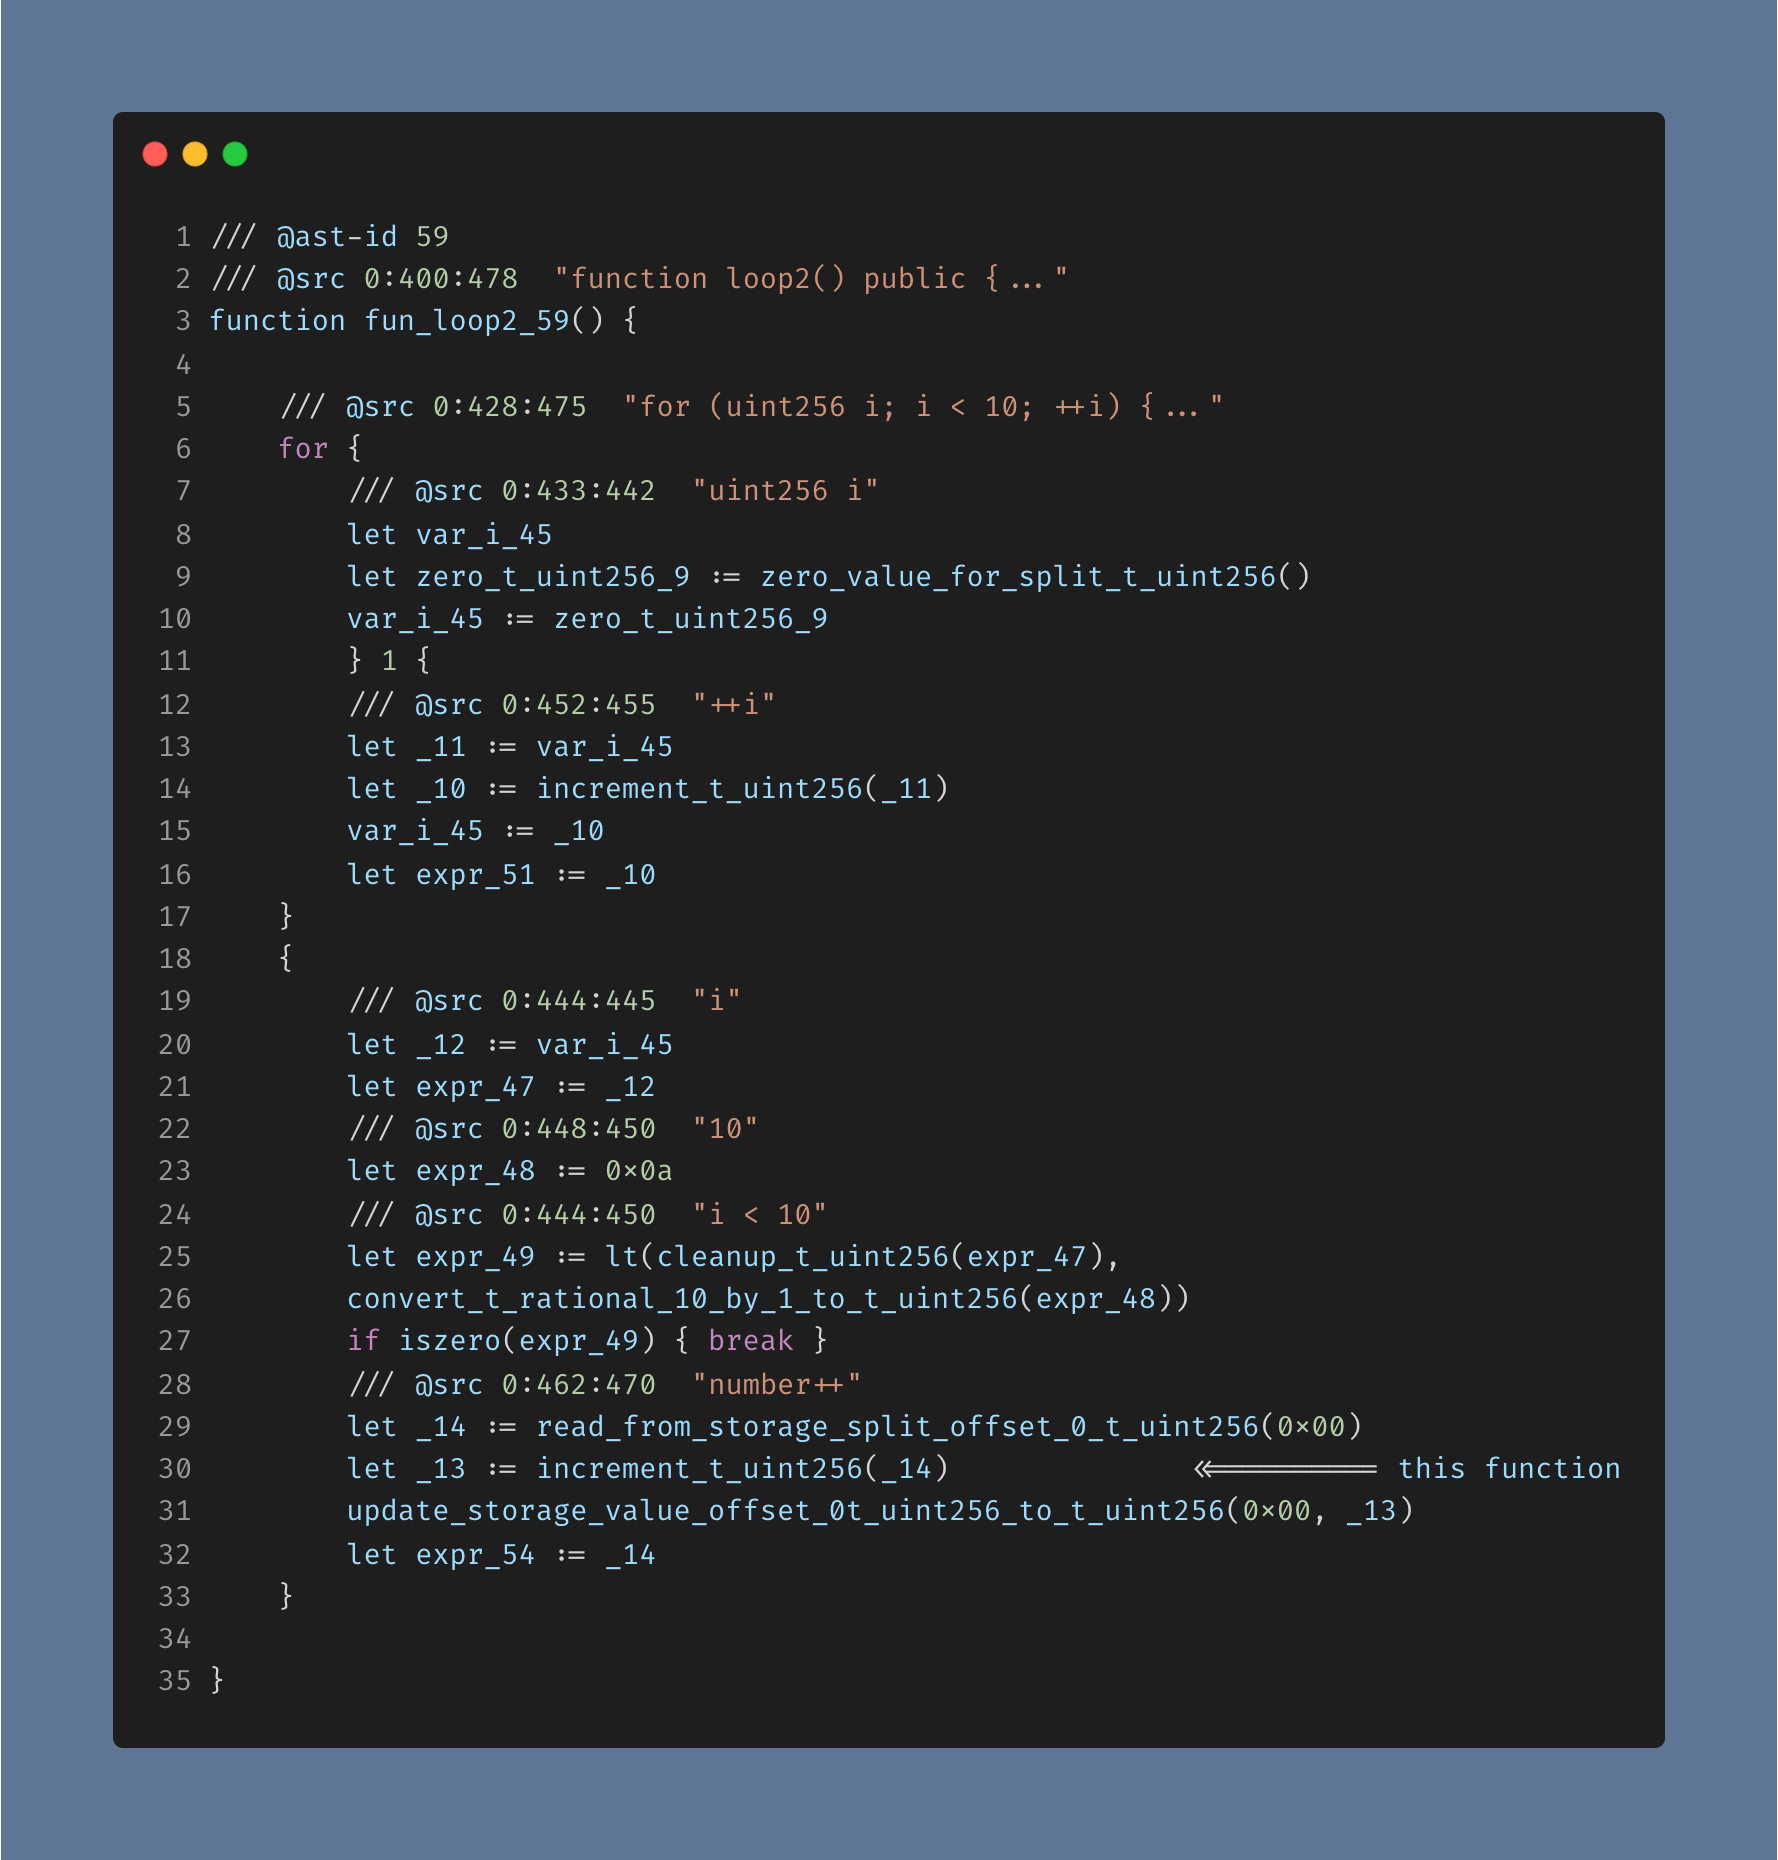 1 /// @ast-id 59
2 /// @src 0:400:478  "function loop2() public {..."
3 function fun_loop2_59() {
4
5     /// @src 0:428:475  "for (uint256 i; i < 10; ++i) {..."
6     for {
7         /// @src 0:433:442  "uint256 i"
8         let var_i_45
9         let zero_t_uint256_9 := zero_value_for_split_t_uint256()
10         var_i_45 := zero_t_uint256_9
11         } 1 {
12         /// @src 0:452:455  "++i"
13         let _11 := var_i_45
14         let _10 := increment_t_uint256(_11)
15         var_i_45 := _10
16         let expr_51 := _10
17     }
18     {
19         /// @src 0:444:445  "i"
20         let _12 := var_i_45
21         let expr_47 := _12
22         /// @src 0:448:450  "10"
23         let expr_48 := 0x0a
24         /// @src 0:444:450  "i < 10"
25         let expr_49 := lt(cleanup_t_uint256(expr_47),
26         convert_t_rational_10_by_1_to_t_uint256(expr_48))
27         if iszero(expr_49) { break }
28         /// @src 0:462:470  "number++"
29         let _14 := read_from_storage_split_offset_0_t_uint256(0x00)
30         let _13 := increment_t_uint256(_14)              <<========= this function
31         update_storage_value_offset_0t_uint256_to_t_uint256(0x00, _13)
32         let expr_54 := _14
33     }
34
35 }